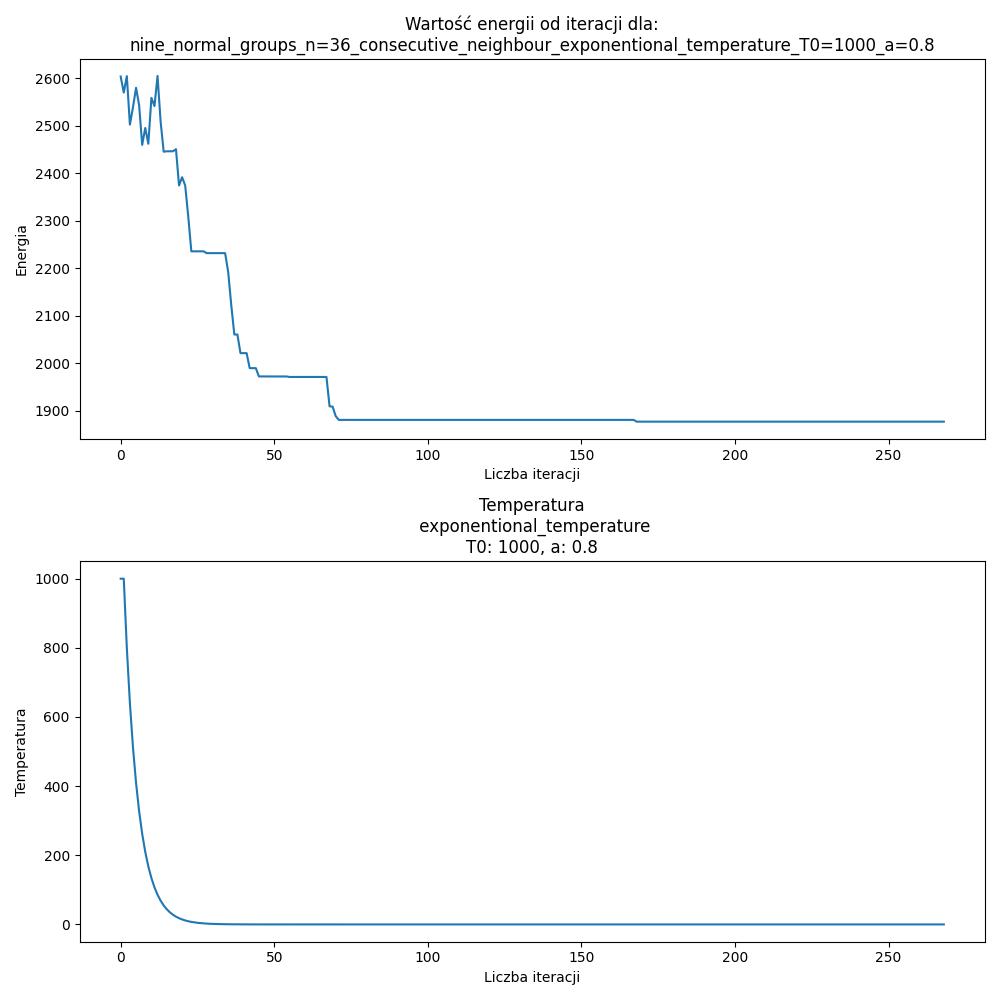 Wartość energii od iteracji dla:
nine_normal_groups_n=36_consecutive_neighbour_exponentional_temperature_T0=1000_a=0.8
2600
2500
2400
2300
2200
2100
2000
1900
Energia
0 50 100 150 200 250
Liczba iteracji
Temperatura
exponentional_temperature
T0: 1000, a: 0.8
1000
800
600
400
200
0
Temperatura
0 50 100 150 200 250
Liczba iteracji